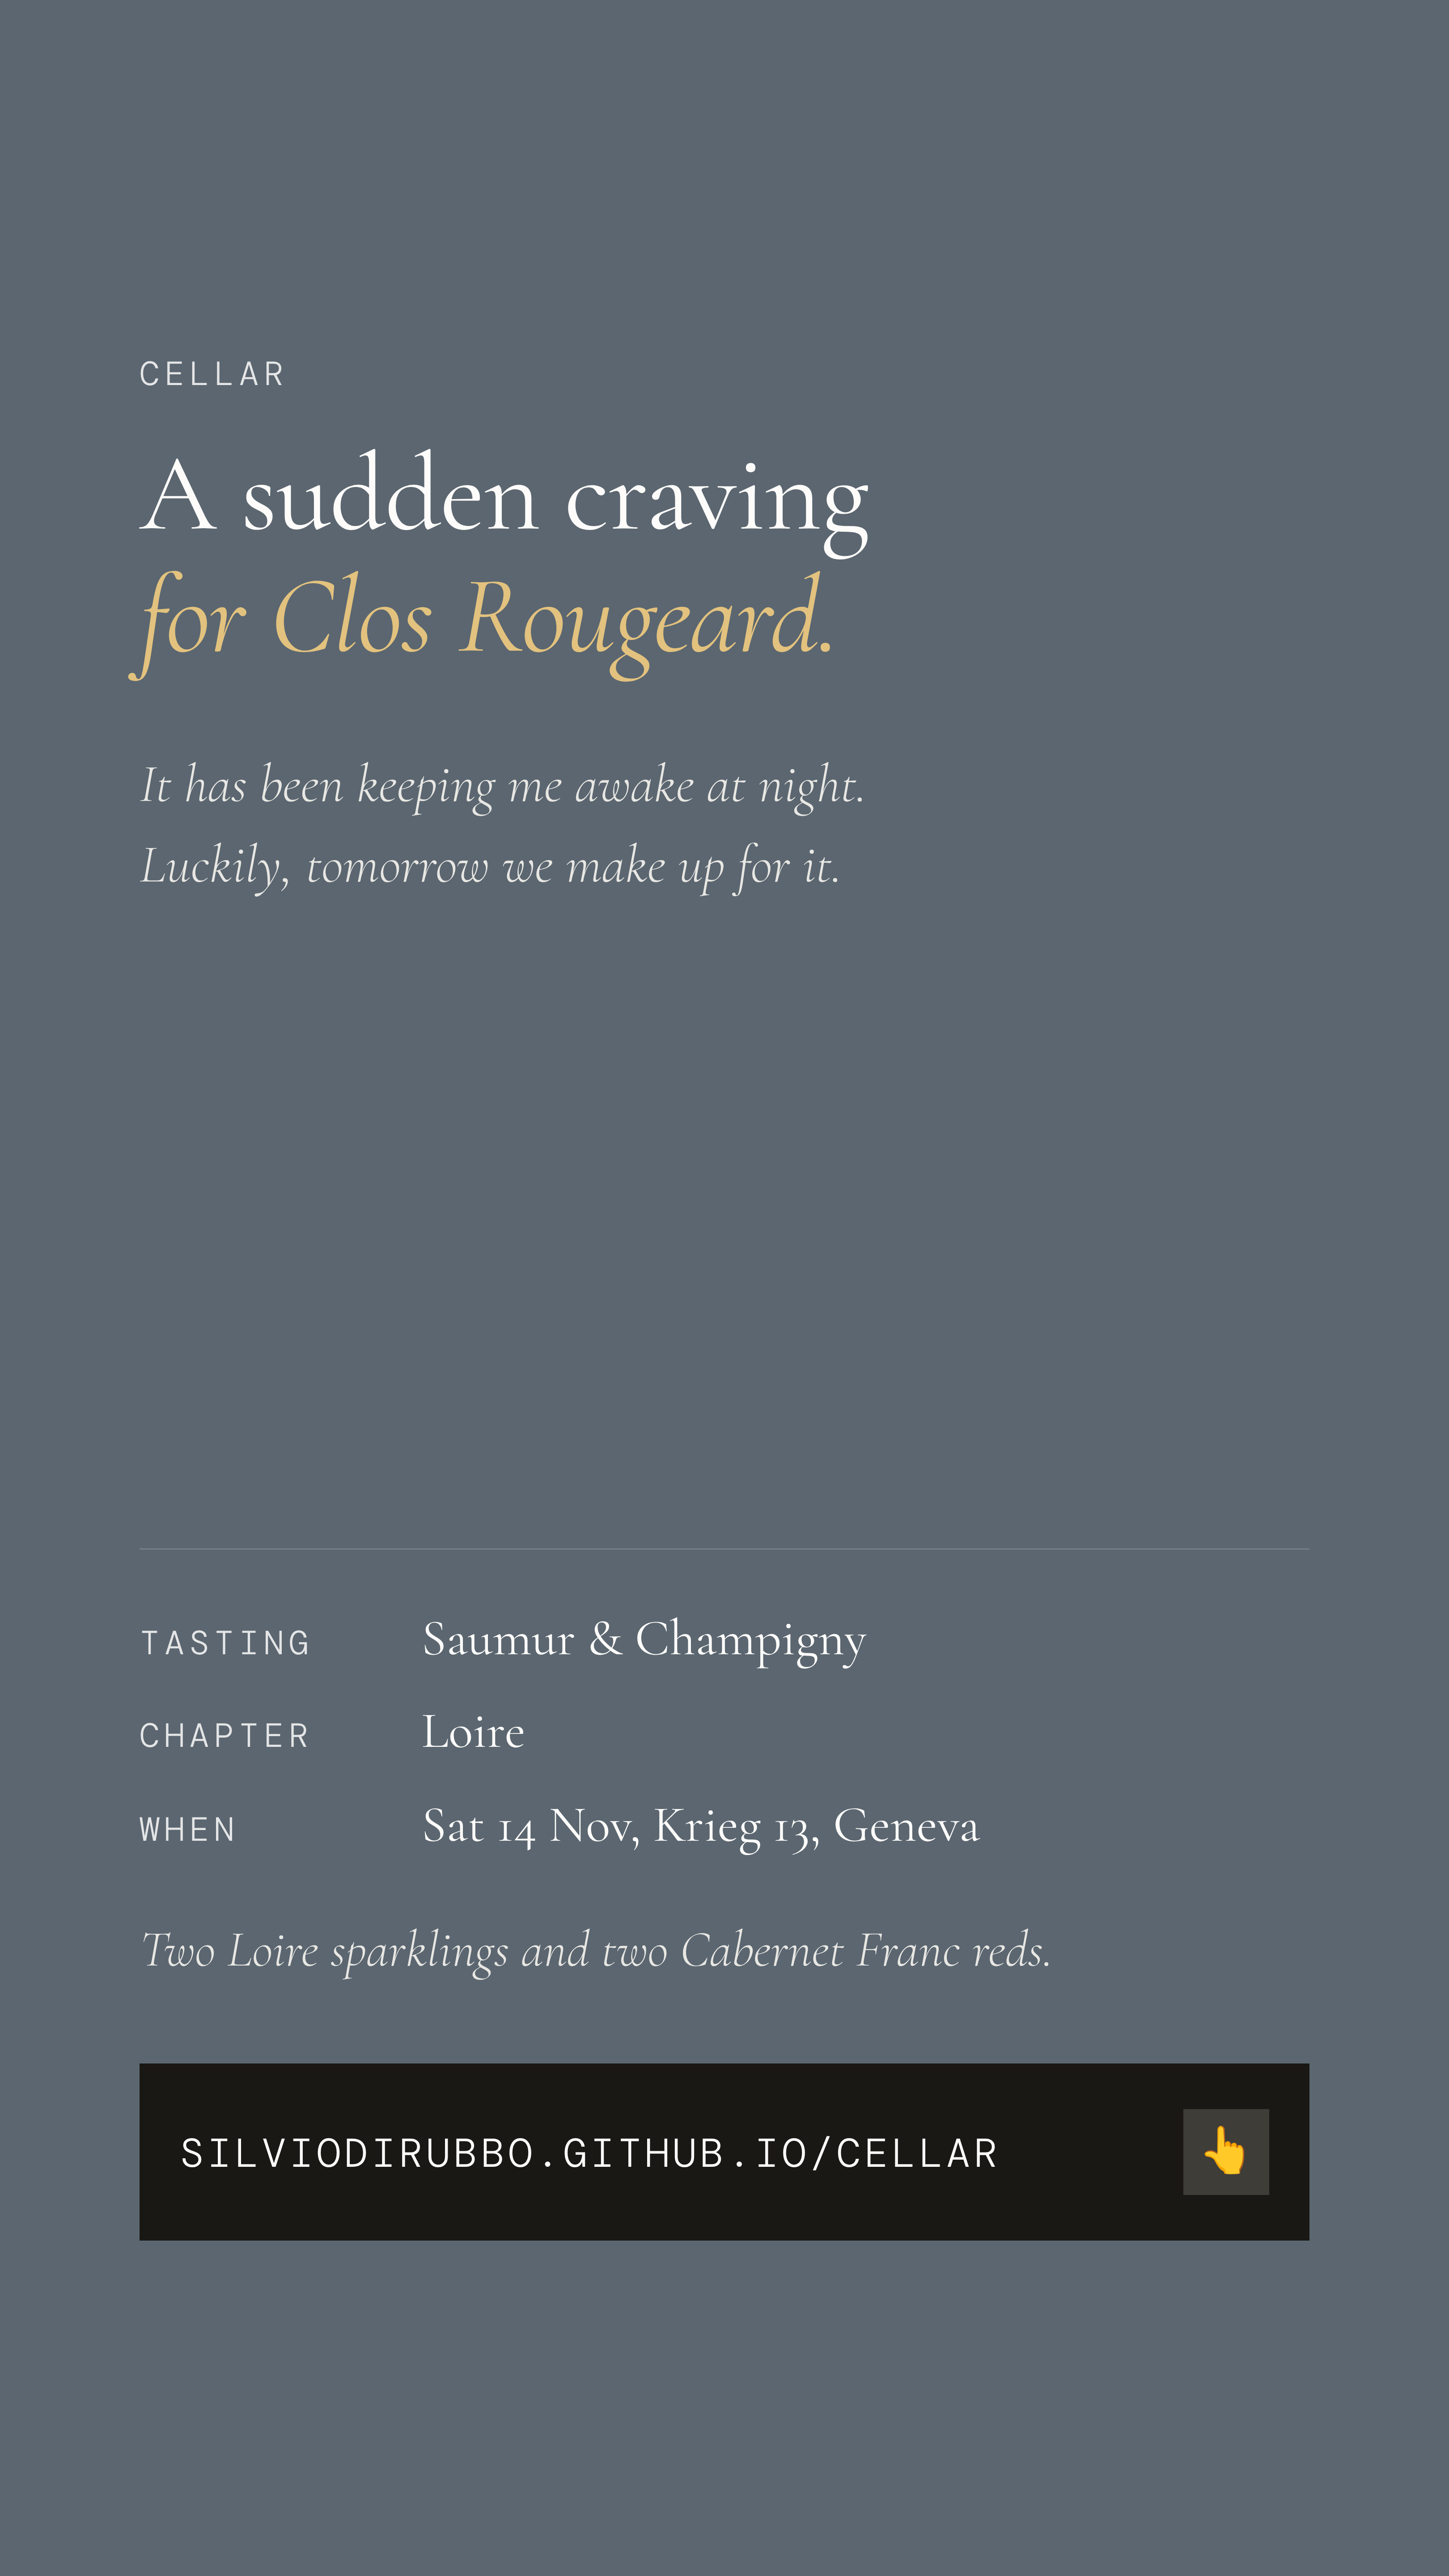 CELLAR
A sudden craving
for Clos Rougeard.
It has been keeping me awake at night.
Luckily, tomorrow we make up for it.
TASTING Saumur & Champigny
CHAPTER Loire
WHEN Sat 14 Nov, Krieg 13, Geneva
Two Loire sparklings and two Cabernet Franc reds.
SILVIODIRUBBO.GITHUB.IO/CELLAR 👆